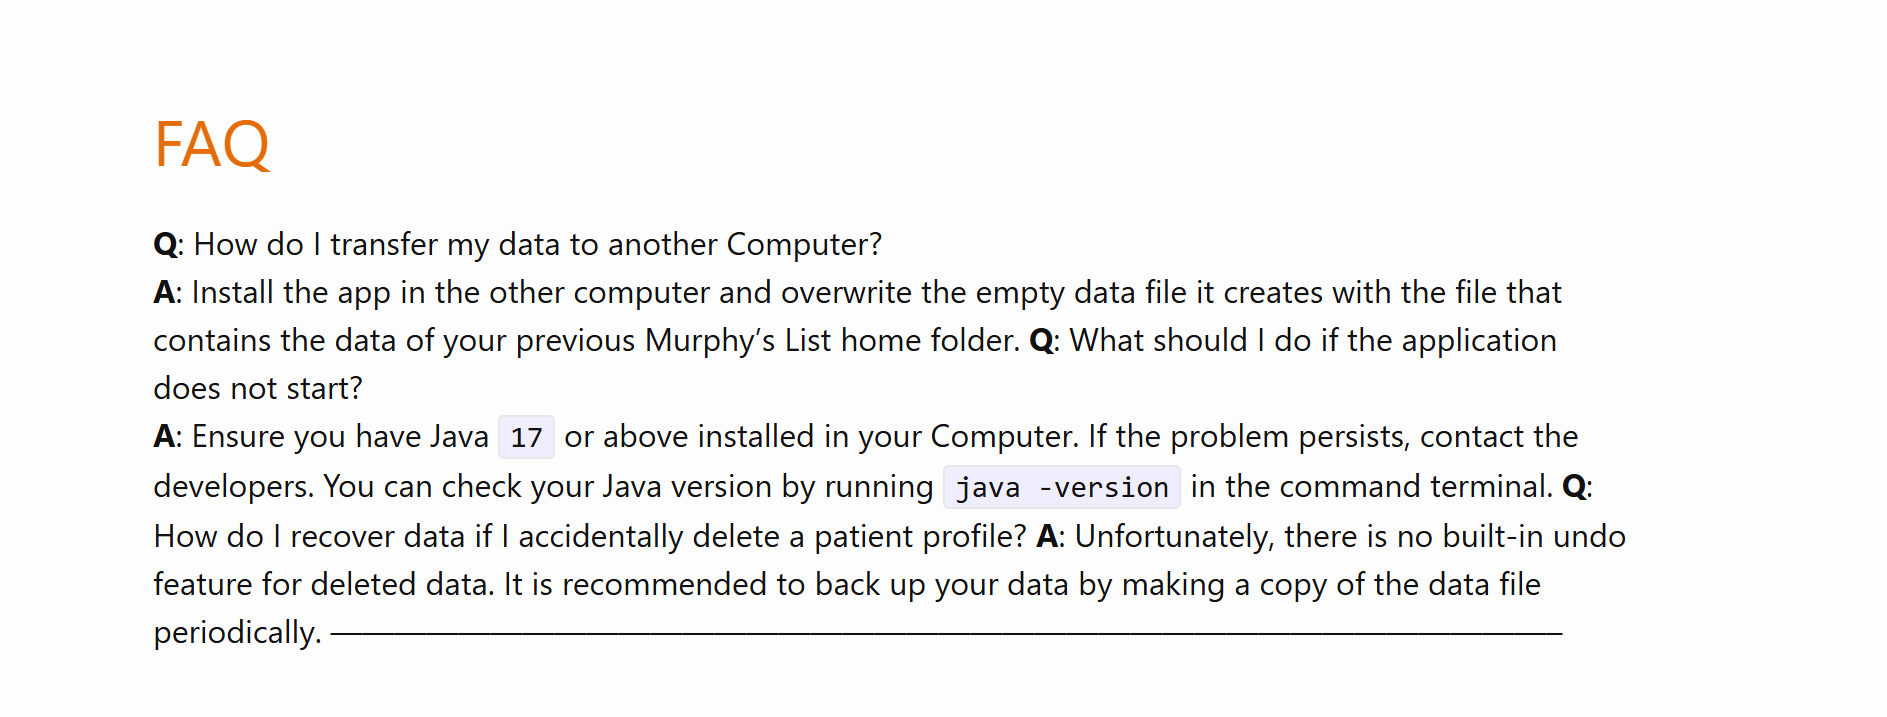 FAQ
Q: How do I transfer my data to another Computer?
A: Install the app in the other computer and overwrite the empty data file it creates with the file that
contains the data of your previous Murphy’s List home folder. Q: What should I do if the application
does not start?
A: Ensure you have Java 17 or above installed in your Computer. If the problem persists, contact the
developers. You can check your Java version by running java -version in the command terminal. Q:
How do I recover data if I accidentally delete a patient profile? A: Unfortunately, there is no built-in undo
feature for deleted data. It is recommended to back up your data by making a copy of the data file
periodically. ———————————————————————————————————————